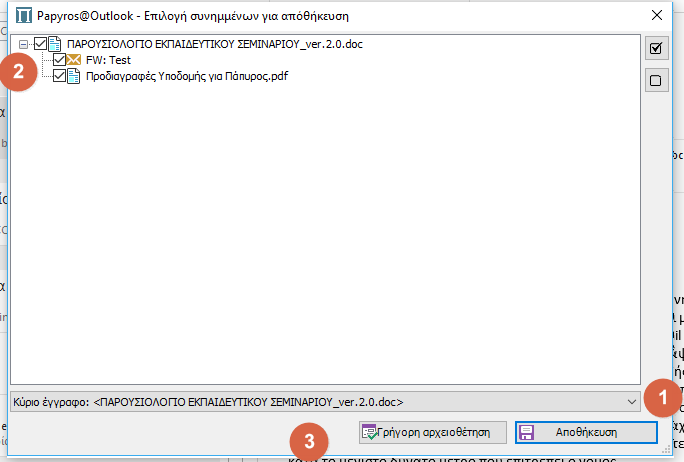 Papyros@Outlook - Επιλογή συνημμένων για αποθήκευση
ΠΑΡΟΥΣΙΟΛΟΓΙΟ ΕΚΠΑΙΔΕΥΤΙΚΟΥ ΣΕΜΙΝΑΡΙΟΥ_ver.2.0.doc
2
FW: Test
Προδιαγραφές Υποδομής για Πάπυρος.pdf
Κύριο έγγραφο: <ΠΑΡΟΥΣΙΟΛΟΓΙΟ ΕΚΠΑΙΔΕΥΤΙΚΟΥ ΣΕΜΙΝΑΡΙΟΥ_ver.2.0.doc>
1
3
Γρήγορη αρχειοθέτηση
Αποθήκευση